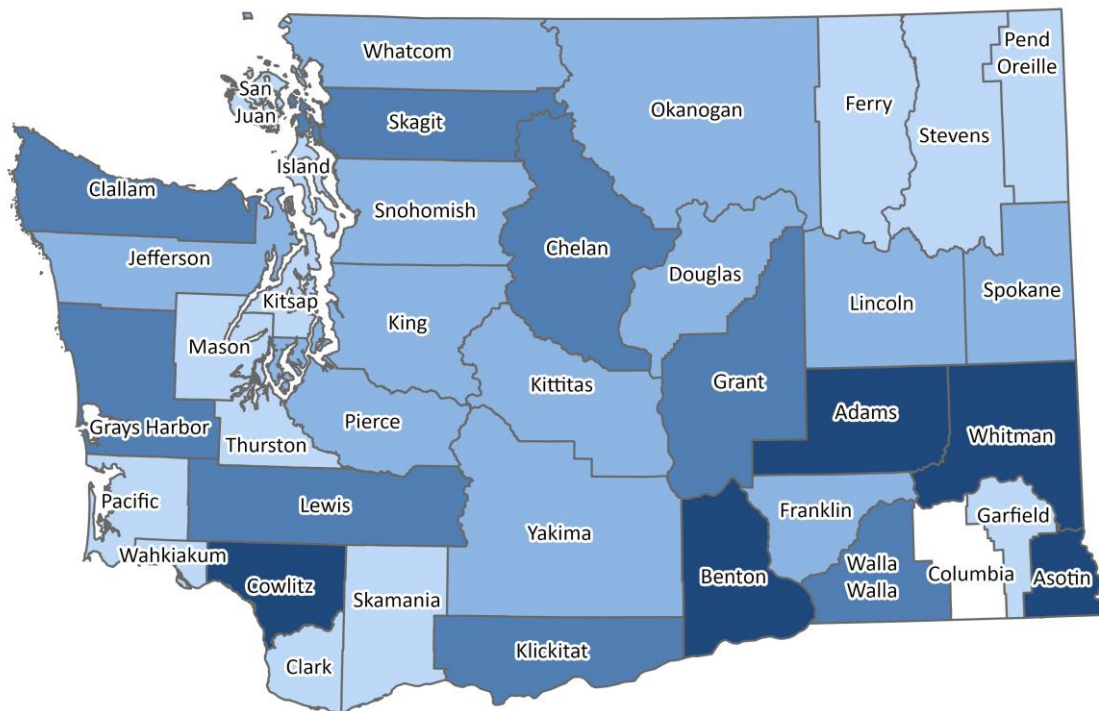 Whatcom
Pend
Oreille
San
Juan
Skagit
Okanogan
Ferry
Stevens
Island
Clallam
Snohomish
Chelan
Jefferson
Douglas
Kitsap
Lincoln
Spokane
King
Mason
Kittitas
Grant
Adams
Grays Harbor
Pierce
Whitman
Thurston
Pacific
Lewis
Yakima
Franklin
Garfield
Wahkiakum
Cowlitz
Skamania
Benton
Walla
Walla
Columbia
Asotin
Clark
Klickitat